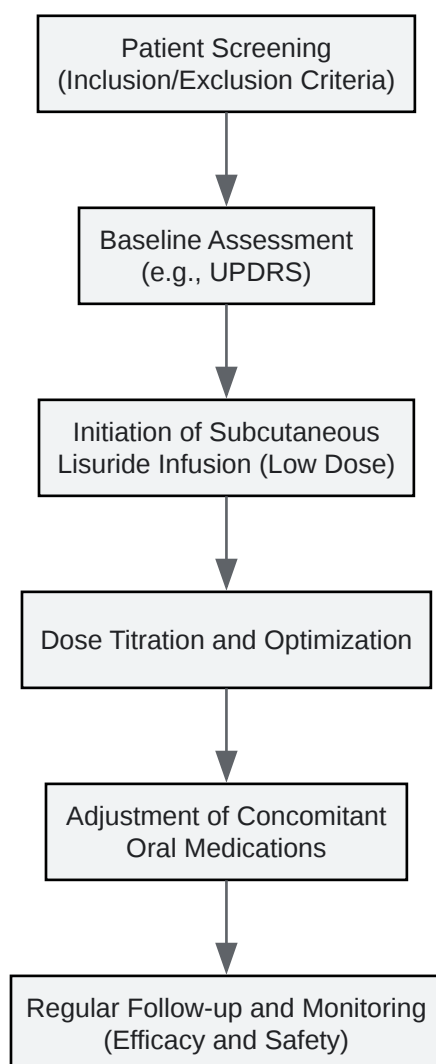 Patient Screening
(Inclusion/Exclusion Criteria)
Baseline Assessment
(e.g., UPDRS)
Initiation of Subcutaneous
Lisuride Infusion (Low Dose)
Dose Titration and Optimization
Adjustment of Concomitant
Oral Medications
Regular Follow-up and Monitoring
(Efficacy and Safety)